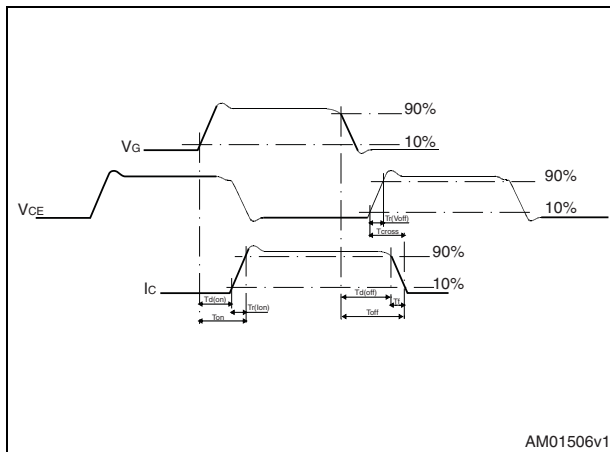 90%
VG
10%
VCE
90%
10%
Tr(Voff)
Tcross
90%
IC
10%
Td(on)
Td(off)
Tf
Tr(Ion)
Ton
Toff
AM01506v1